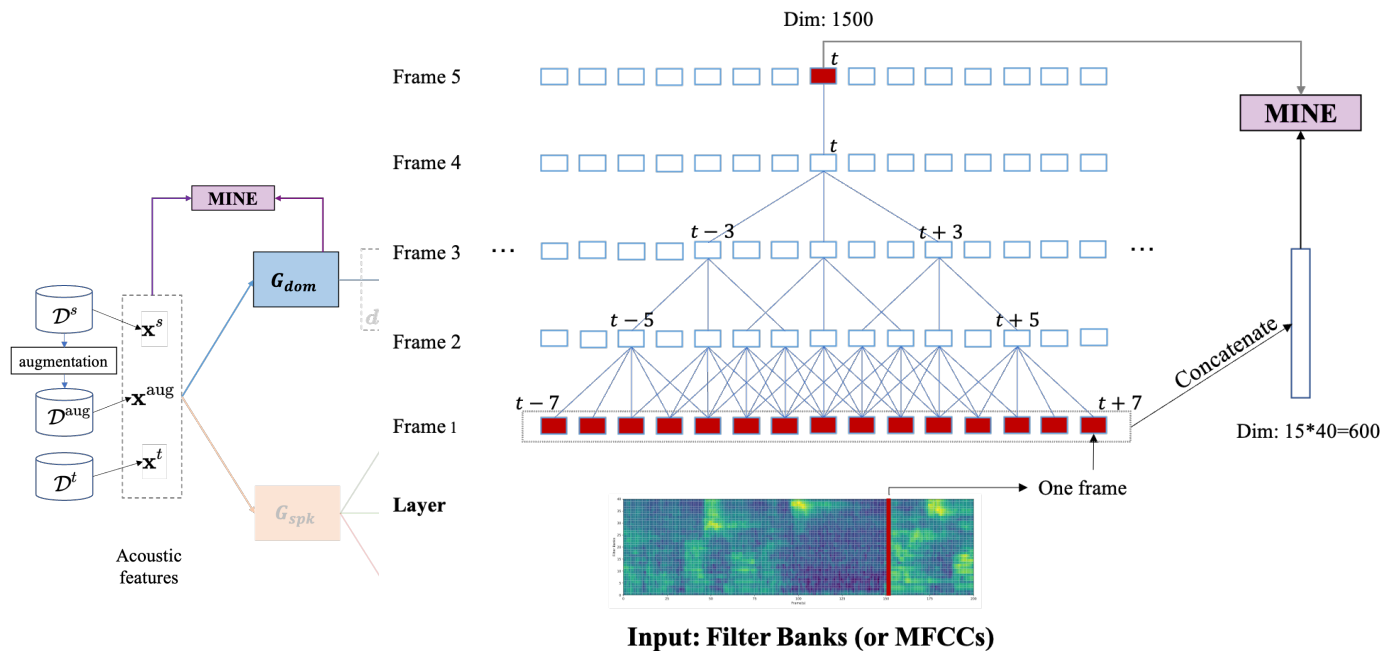 Dim: 1500
t
Frame 5
MINE
t
Frame 4
MINE
t − 3
t + 3
Frame 3
...
...
G_dom
d
D^s
x^s
t − 5
t + 5
Frame 2
augmentation
Concatenate
x^aug
D^aug
t − 7
t + 7
Frame 1
Dim: 15*40=600
x^t
D^t
One frame
Layer
G_spk
Acoustic
features
Input: Filter Banks (or MFCCs)